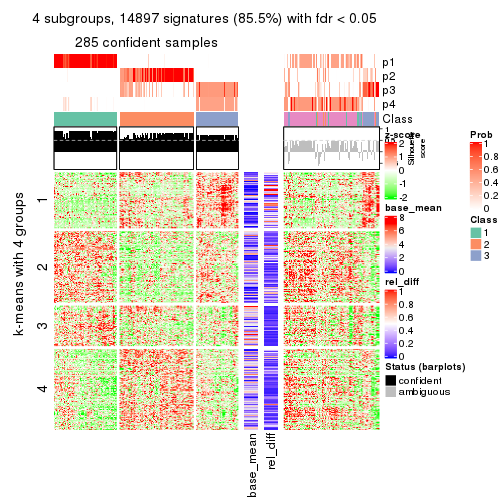 4 subgroups, 14897 signatures (85.5%) with fdr < 0.05
285 confident samples
p1
p2
p3
p4
Class
1
0
Silhouette
score
k-means with 4 groups
1
2
3
4
base_mean
rel_diff
z-score
2
1
0
-1
-2
base_mean
8
6
4
2
0
rel_diff
1
0.8
0.6
0.4
0.2
0
Status (barplots)
confident
ambiguous
Prob
1
0.8
0.6
0.4
0.2
0
Class
1
2
3